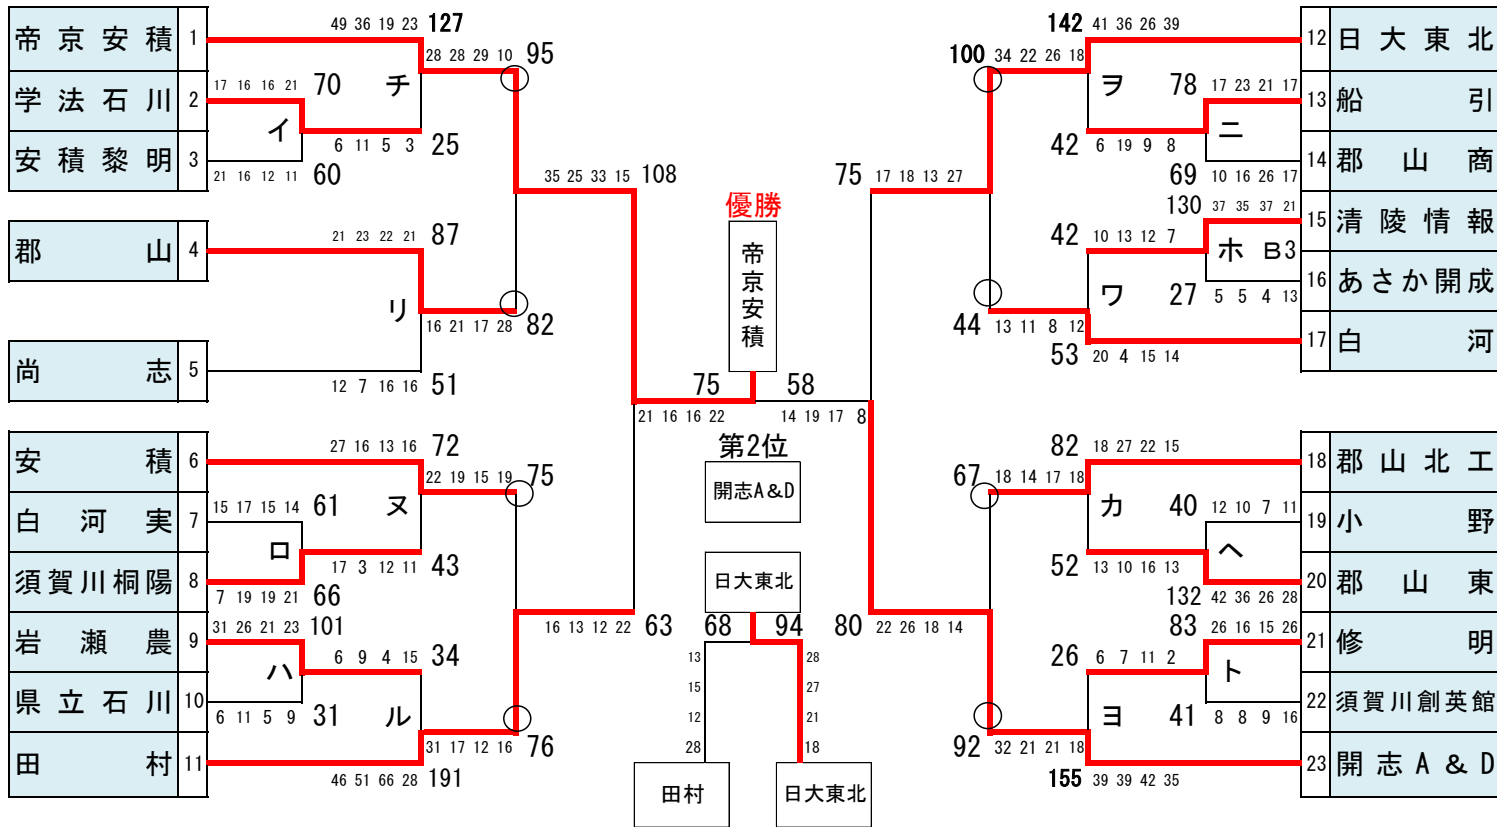 帝京安積 1 49 36 19 23 127
28 28 29 10 95
学法石川 2 17 16 16 21 70
チ
イ
安積黎明 3 21 16 12 11 60
6 11 5 3 25
35 25 33 15 108
郡山 4 21 23 22 21 87
リ
16 21 17 28 82
尚志 5 12 7 16 16 51
安積 6 27 16 13 16 72
22 19 15 19 75
白河実 7 15 17 15 14 61
ヌ
ロ
須賀川桐陽 8 7 19 19 21 66
17 3 12 11 43
岩瀬農 9 31 26 21 23 101
6 9 4 15 34
ハ
県立石川 10 6 11 5 9 31
ル
31 17 12 16 76
田村 11 46 51 66 28 191
16 13 12 22 63
21 16 16 22 75
優勝
帝京安積
58
14 19 17 8
第2位
開志A&D
日大東北
68 94
13 28
15 27
12 21
28 18
田村 日大東北
142 41 36 26 39 12 日大東北
100 34 22 26 18
ヲ
78 17 23 21 17 13 船引
ニ
42 6 19 9 8
69 10 16 26 17 14 郡山商
75 17 18 13 27
130 37 35 37 21 15 清陵情報
42 10 13 12 7
ホ B3
ワ
27 5 5 4 13 16 あさか開成
44 13 11 8 12
53 20 4 15 14 17 白河
82 18 27 22 15 18 郡山北工
67 18 14 17 18
カ
40 12 10 7 11 19 小野
ヘ
52 13 10 16 13
132 42 36 26 28 20 郡山東
80 22 26 18 14
83 26 16 15 26 21 修明
26 6 7 11 2
ト
ヨ
41 8 8 9 16 22 須賀川創英館
92 32 21 21 18
155 39 39 42 35 23 開志A&D